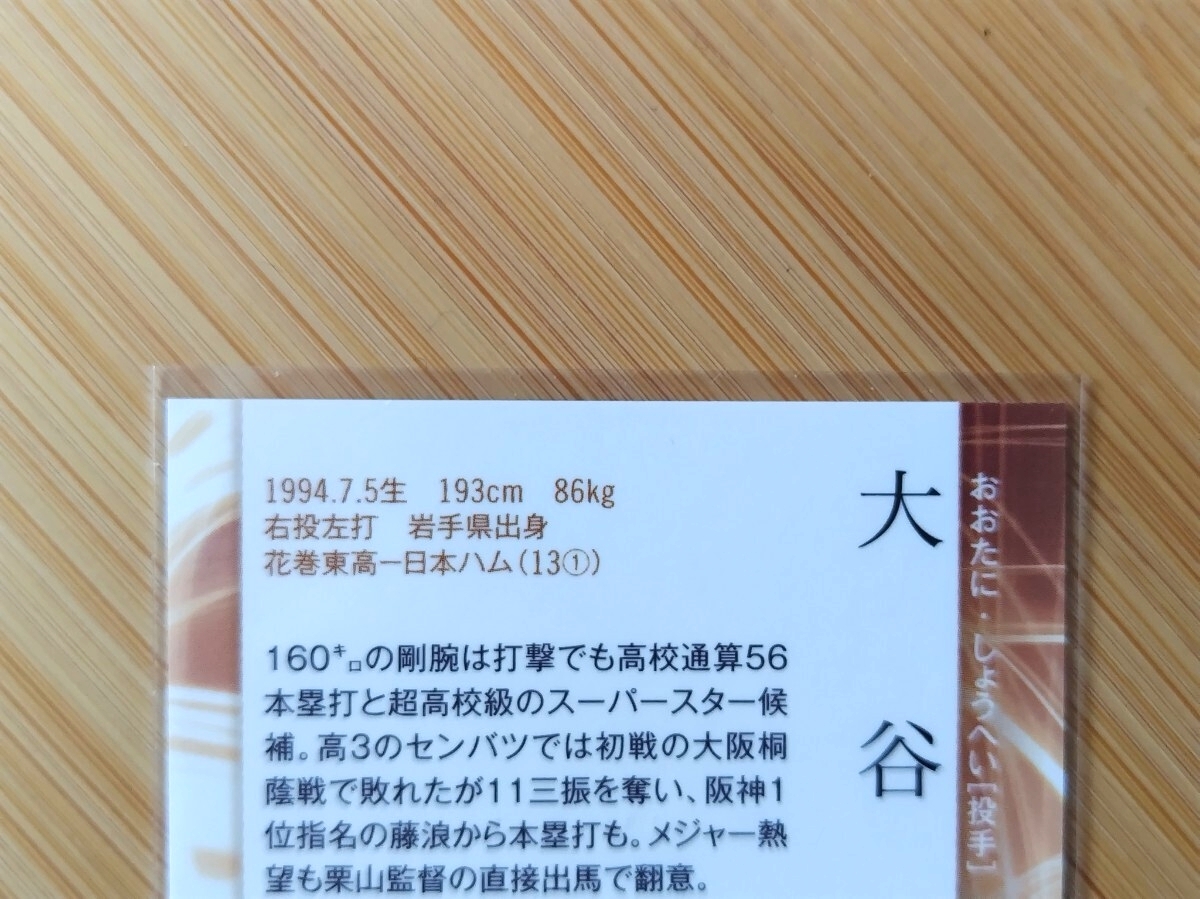 おおたに・しょうへい［投手］
大谷
1994.7.5生　193cm　86kg
右投左打　岩手県出身
花巻東高ー日本ハム(13①)
160㌔の剛腕は打撃でも高校通算56
本塁打と超高校級のスーパースター候
補。高3のセンバツでは初戦の大阪桐
蔭戦で敗れたが11三振を奪い、阪神1
位指名の藤浪から本塁打も。メジャー熱
望も栗山監督の直接出馬で翻意。